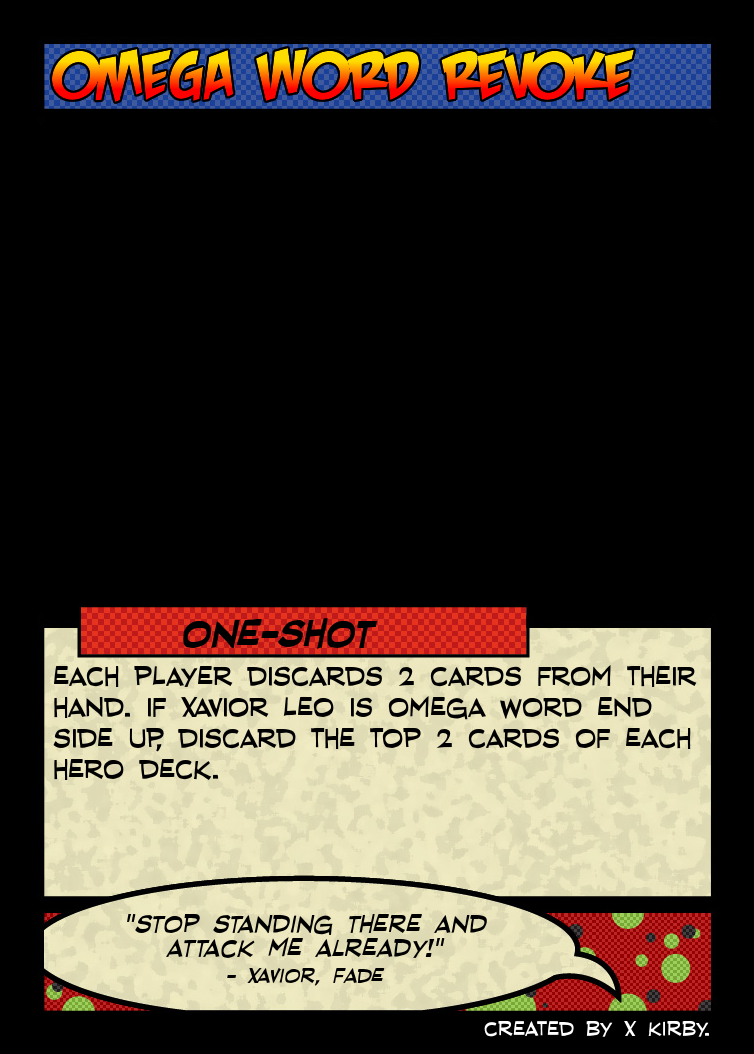 OMEGA WORD REVOKE
ONE-SHOT
EACH PLAYER DISCARDS 2 CARDS FROM THEIR
HAND. IF XAVIOR LEO IS OMEGA WORD END
SIDE UP, DISCARD THE TOP 2 CARDS OF EACH
HERO DECK.
"STOP STANDING THERE AND
ATTACK ME ALREADY!"
- XAVIOR, FADE
CREATED BY X KIRBY.